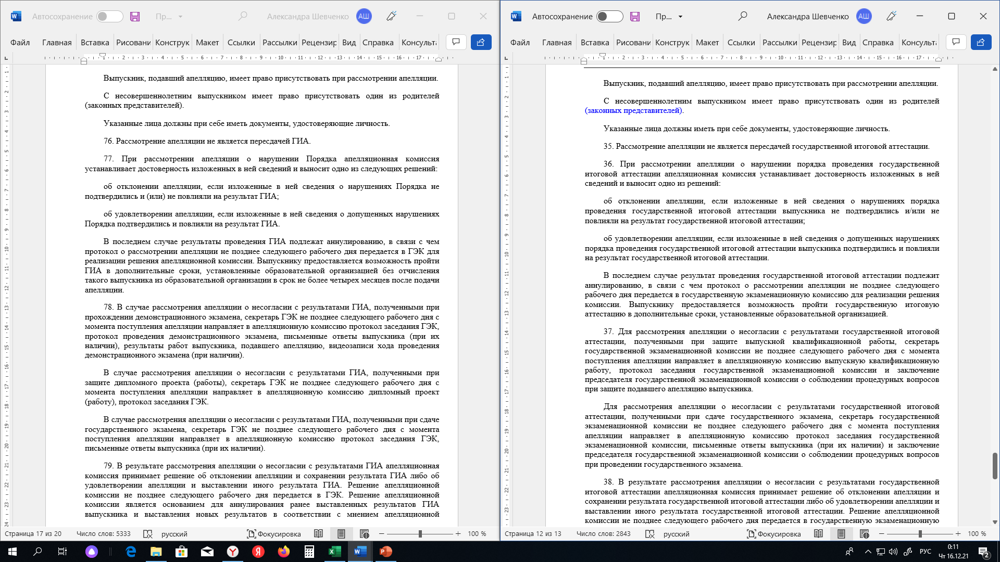 Автосохранение
Пр...
Александра Шевченко
АШ
Файл Главная Вставка Рисовани Конструк Макет Ссылки Рассылки Рецензир Вид Справка Консульта
Выпускник, подавший апелляцию, имеет право присутствовать при рассмотрении апелляции.
С несовершеннолетним выпускником имеет право присутствовать один из родителей
(законных представителей).
Указанные лица должны при себе иметь документы, удостоверяющие личность.
76. Рассмотрение апелляции не является пересдачей ГИА.
77. При рассмотрении апелляции о нарушении Порядка апелляционная комиссия
устанавливает достоверность изложенных в ней сведений и выносит одно из следующих решений:
об отклонении апелляции, если изложенные в ней сведения о нарушениях Порядка не
подтвердились и (или) не повлияли на результат ГИА;
об удовлетворении апелляции, если изложенные в ней сведения о допущенных нарушениях
Порядка подтвердились и повлияли на результат ГИА.
В последнем случае результаты проведения ГИА подлежат аннулированию, в связи с чем
протокол о рассмотрении апелляции не позднее следующего рабочего дня передается в ГЭК для
реализации решения апелляционной комиссии. Выпускнику предоставляется возможность пройти
ГИА в дополнительные сроки, установленные образовательной организацией без отчисления
такого выпускника из образовательной организации в срок не более четырех месяцев после подачи
апелляции.
78. В случае рассмотрения апелляции о несогласии с результатами ГИА, полученными при
прохождении демонстрационного экзамена, секретарь ГЭК не позднее следующего рабочего дня с
момента поступления апелляции направляет в апелляционную комиссию протокол заседания ГЭК,
протокол проведения демонстрационного экзамена, письменные ответы выпускника (при их
наличии), результаты работ выпускника, подавшего апелляцию, видеозаписи хода проведения
демонстрационного экзамена (при наличии).
В случае рассмотрения апелляции о несогласии с результатами ГИА, полученными при
защите дипломного проекта (работы), секретарь ГЭК не позднее следующего рабочего дня с
момента поступления апелляции направляет в апелляционную комиссию дипломный проект
(работу), протокол заседания ГЭК.
В случае рассмотрения апелляции о несогласии с результатами ГИА, полученными при сдаче
государственного экзамена, секретарь ГЭК не позднее следующего рабочего дня с момента
поступления апелляции направляет в апелляционную комиссию протокол заседания ГЭК,
письменные ответы выпускника (при их наличии).
79. В результате рассмотрения апелляции о несогласии с результатами ГИА апелляционная
комиссия принимает решение об отклонении апелляции и сохранении результата ГИА либо об
удовлетворении апелляции и выставлении иного результата ГИА. Решение апелляционной
комиссии не позднее следующего рабочего дня передается в ГЭК. Решение апелляционной
комиссии является основанием для аннулирования ранее выставленных результатов ГИА
выпускника и выставления новых результатов в соответствии с мнением апелляционной
Страница 17 из 20 Число слов: 5333 русский Фокусировка 100 %
Автосохранение
Пр...
Александра Шевченко
АШ
Файл Главная Вставка Рисовани Конструк Макет Ссылки Рассылки Рецензир Вид Справка Консульта
Выпускник, подавший апелляцию, имеет право присутствовать при рассмотрении апелляции.
С несовершеннолетним выпускником имеет право присутствовать один из родителей
(законных представителей).
Указанные лица должны иметь при себе документы, удостоверяющие личность.
35. Рассмотрение апелляции не является пересдачей государственной итоговой аттестации.
36. При рассмотрении апелляции о нарушении порядка проведения государственной
итоговой аттестации апелляционная комиссия устанавливает достоверность изложенных в ней
сведений и выносит одно из решений:
об отклонении апелляции, если изложенные в ней сведения о нарушениях порядка
проведения государственной итоговой аттестации выпускника не подтвердились и/или не
повлияли на результат государственной итоговой аттестации;
об удовлетворении апелляции, если изложенные в ней сведения о допущенных нарушениях
порядка проведения государственной итоговой аттестации выпускника подтвердились и повлияли
на результат государственной итоговой аттестации.
В последнем случае результат проведения государственной итоговой аттестации подлежит
аннулированию, в связи с чем протокол о рассмотрении апелляции не позднее следующего
рабочего дня передается в государственную экзаменационную комиссию для реализации решения
комиссии. Выпускнику предоставляется возможность пройти государственную итоговую
аттестацию в дополнительные сроки, установленные образовательной организацией.
37. Для рассмотрения апелляции о несогласии с результатами государственной итоговой
аттестации, полученными при защите выпускной квалификационной работы, секретарь
государственной экзаменационной комиссии не позднее следующего рабочего дня с момента
поступления апелляции направляет в апелляционную комиссию выпускную квалификационную
работу, протокол заседания государственной экзаменационной комиссии и заключение
председателя государственной экзаменационной комиссии о соблюдении процедурных вопросов
при защите подавшего апелляцию выпускника.
Для рассмотрения апелляции о несогласии с результатами государственной итоговой
аттестации, полученными при сдаче государственного экзамена, секретарь государственной
экзаменационной комиссии не позднее следующего рабочего дня с момента поступления
апелляции направляет в апелляционную комиссию протокол заседания государственной
экзаменационной комиссии, письменные ответы выпускника (при их наличии) и заключение
председателя государственной экзаменационной комиссии о соблюдении процедурных вопросов
при проведении государственного экзамена.
38. В результате рассмотрения апелляции о несогласии с результатами государственной
итоговой аттестации апелляционная комиссия принимает решение об отклонении апелляции и
сохранении результата государственной итоговой аттестации либо об удовлетворении апелляции и
выставлении иного результата государственной итоговой аттестации. Решение апелляционной
комиссии не позднее следующего рабочего дня передается в государственную экзаменационную
Страница 12 из 13 Число слов: 2843 русский Фокусировка 100 %
РУС
0:11
Чт 16.12.21
2